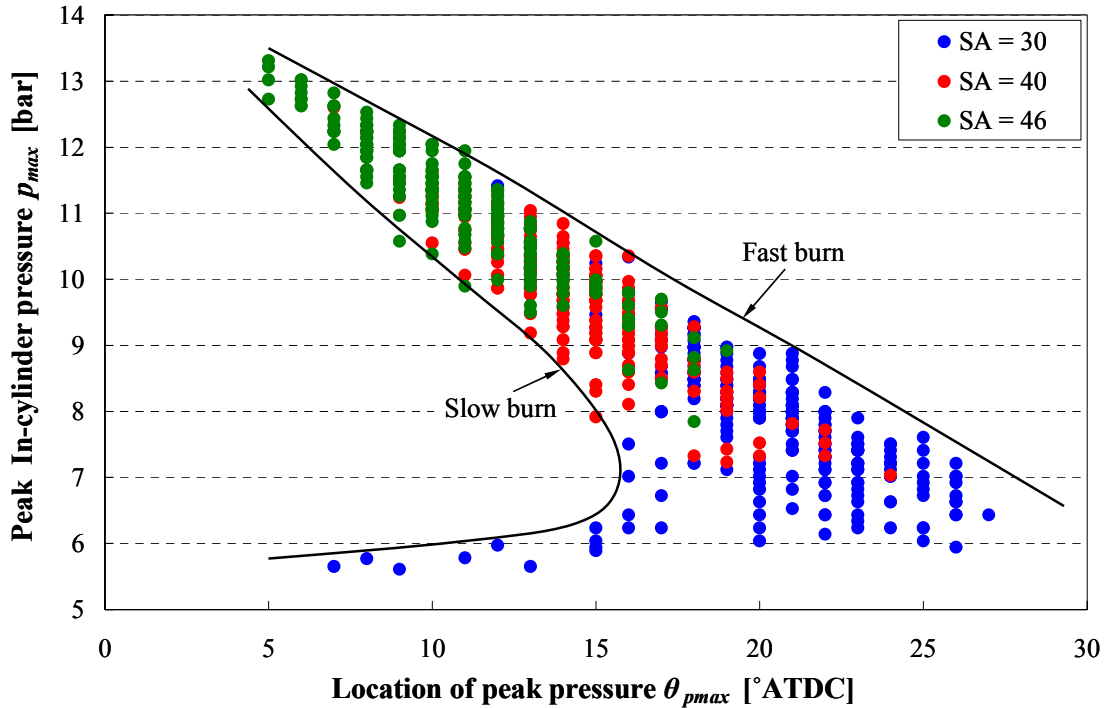 14
13
12
11
10
9
8
7
6
5
Peak In-cylinder pressure pmax [bar]
SA = 30
SA = 40
SA = 46
Fast burn
Slow burn
0 5 10 15 20 25 30
Location of peak pressure θpmax [˚ATDC]